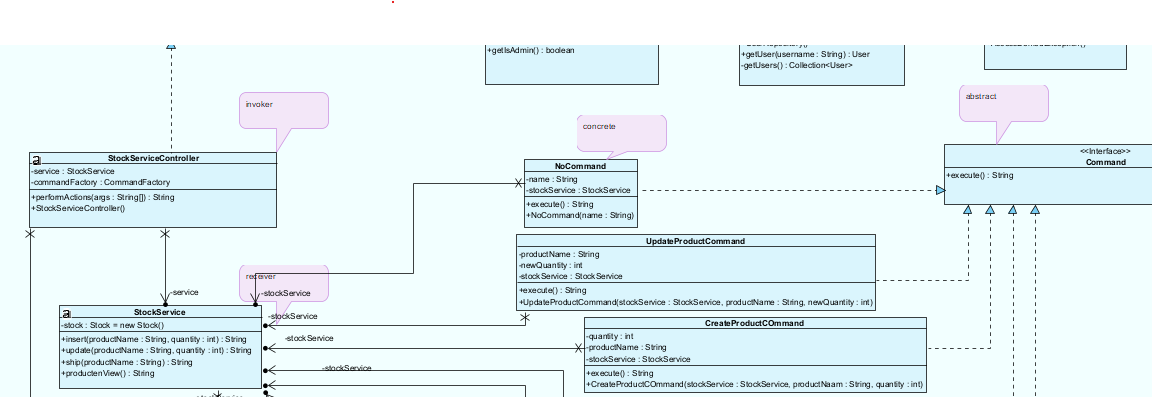 +getIsAdmin() : boolean
+getUser(username : String) : User
-getUsers() : Collection<User>
invoker
concrete
abstract
a
StockServiceController
-service : StockService
-commandFactory : CommandFactory
+performActions(args : String[]) : String
+StockServiceController()
NoCommand
-name : String
-stockService : StockService
+execute() : String
+NoCommand(name : String)
<<Interface>>
Command
+execute() : String
UpdateProductCommand
-productName : String
-newQuantity : int
-stockService : StockService
+execute() : String
+UpdateProductCommand(stockService : StockService, productName : String, newQuantity : int)
receiver
-service
-stockService
a
StockService
-stock : Stock = new Stock()
+insert(productName : String, quantity : int) : String
+update(productName : String, quantity : int) : String
+ship(productName : String) : String
+productenView() : String
-stockService
-stockService
-stockService
CreateProductCOmmand
-quantity : int
-productName : String
-stockService : StockService
+execute() : String
+CreateProductCOmmand(stockService : StockService, productNaam : String, quantity : int)